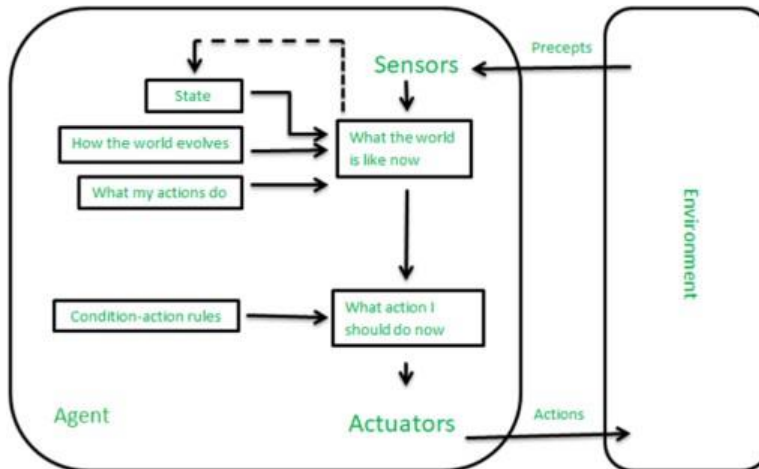 Precepts
Sensors
State
How the world evolves
What the world
is like now
What my actions do
Environment
Condition-action rules
What action I
should do now
Agent
Actuators
Actions